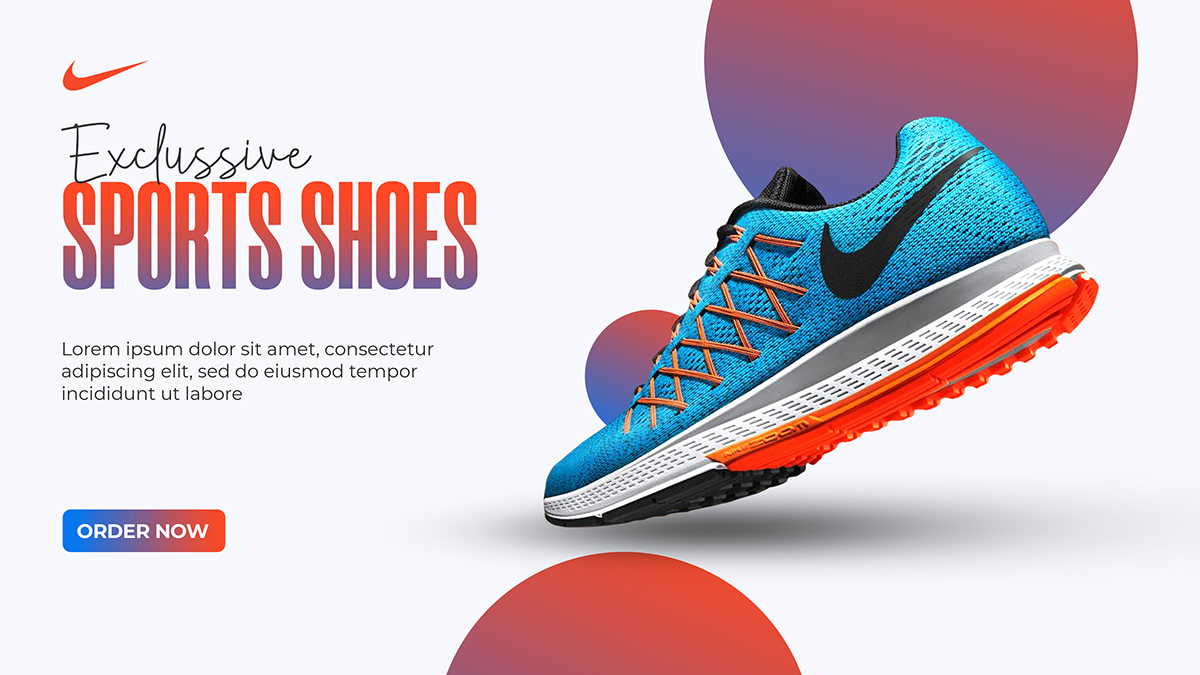 Exclussive
SPORTS SHOES
Lorem ipsum dolor sit amet, consectetur
adipiscing elit, sed do eiusmod tempor
incididunt ut labore
ORDER NOW
ZOOM